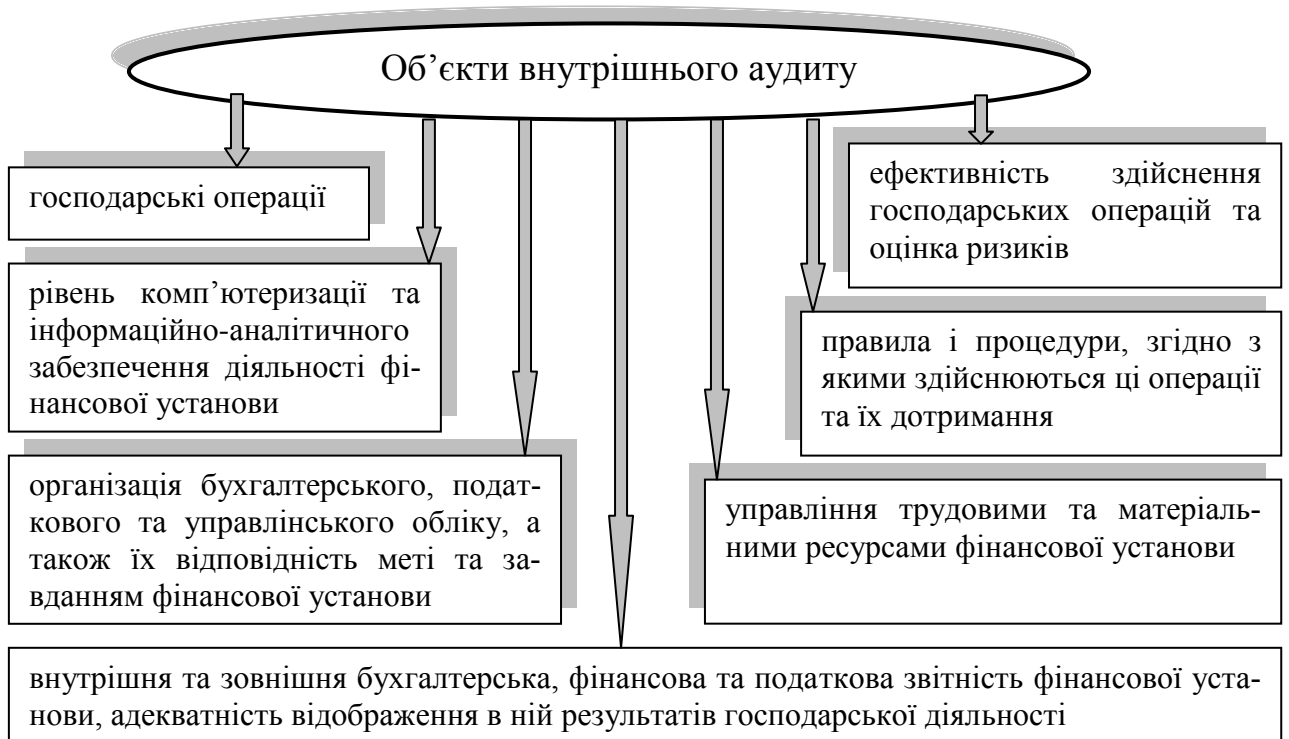 Об’єкти внутрішнього аудиту
господарські операції
рівень комп’ютеризації та
інформаційно-аналітичного
забезпечення діяльності фі-
нансової установи
організація бухгалтерського, подат-
кового та управлінського обліку, а
також їх відповідність меті та за-
вданням фінансової установи
ефективність здійснення
господарських операцій та
оцінка ризиків
правила і процедури, згідно з
якими здійснюються ці операції
та їх дотримання
управління трудовими та матеріаль-
ними ресурсами фінансової установи
внутрішня та зовнішна бухгалтерська, фінансова та податкова звітність фінансової уста-
нови, адекватність відображення в ній результатів господарської діяльності